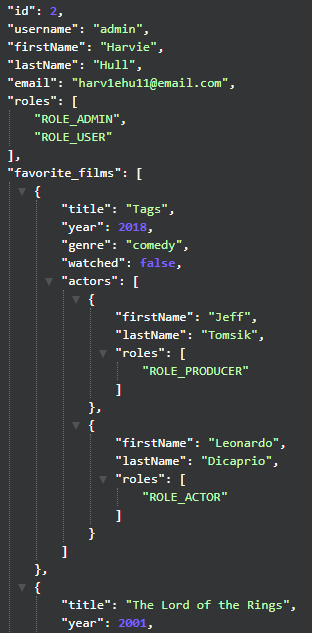 "id": 2,
"username": "admin",
"firstName": "Harvie",
"lastName": "Hull",
"email": "harv1ehu11@email.com",
"roles": [
"ROLE_ADMIN",
"ROLE_USER"
],
"favorite_films": [
{
"title": "Tags",
"year": 2018,
"genre": "comedy",
"watched": false,
"actors": [
{
"firstName": "Jeff",
"lastName": "Tomsik",
"roles": [
"ROLE_PRODUCER"
]
},
{
"firstName": "Leonardo",
"lastName": "Dicaprio",
"roles": [
"ROLE_ACTOR"
]
}
]
},
{
"title": "The Lord of the Rings",
"year": 2001,